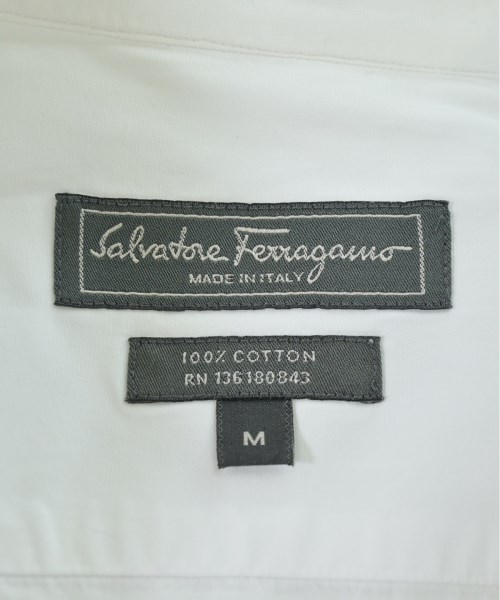 Salvatore Ferragamo
MADE IN ITALY
100% COTTON
RN 136180843
M